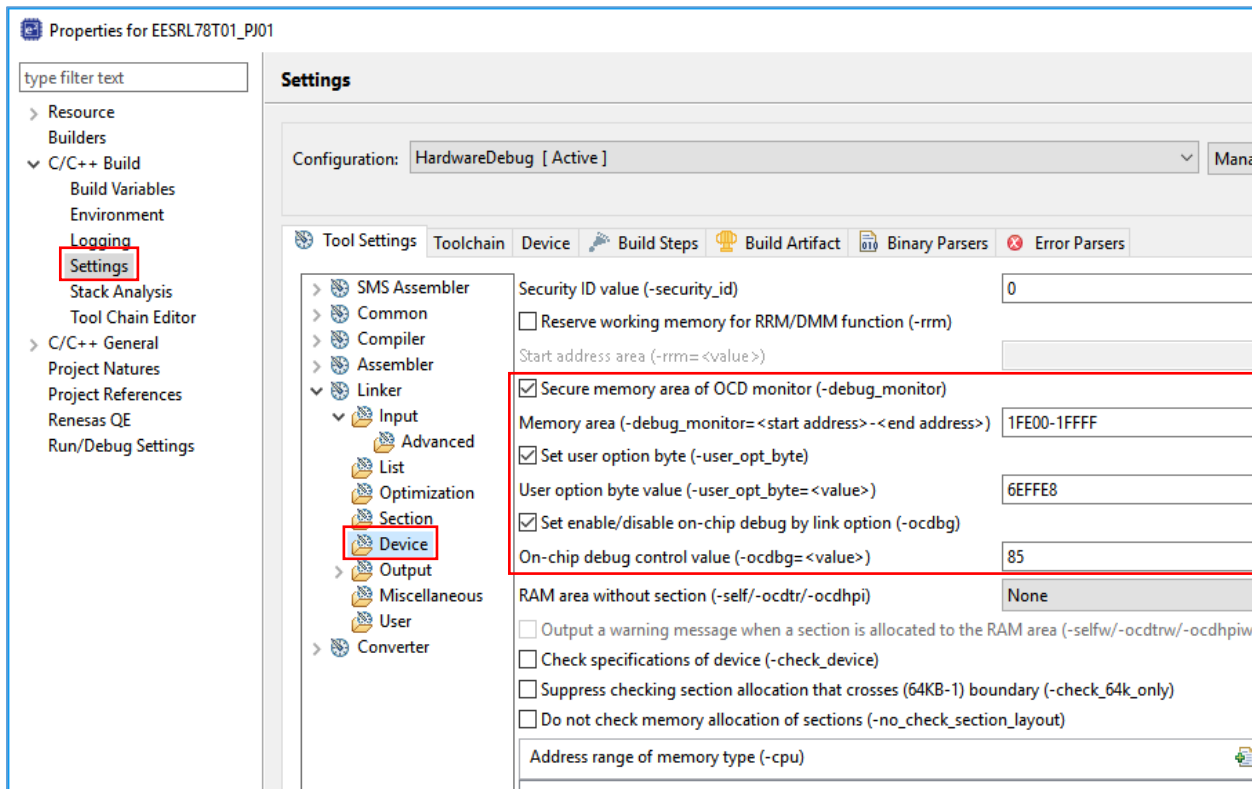 Properties for EESRL78T01_PJ01
type filter text
Resource
Builders
C/C++ Build
Build Variables
Environment
Logging
Settings
Stack Analysis
Tool Chain Editor
C/C++ General
Project Natures
Project References
Renesas QE
Run/Debug Settings
Settings
Configuration: HardwareDebug [ Active ] Mana
Tool Settings Toolchain Device Build Steps Build Artifact Binary Parsers Error Parsers
SMS Assembler
Common
Compiler
Assembler
Linker
Input
Advanced
List
Optimization
Section
Device
Output
Miscellaneous
User
Converter
Security ID value (-security_id) 0
Reserve working memory for RRM/DMM function (-rrm)
Start address area (-rrm=<value>)
Secure memory area of OCD monitor (-debug_monitor)
Memory area (-debug_monitor=<start address>-<end address>) 1FE00-1FFFF
Set user option byte (-user_opt_byte)
User option byte value (-user_opt_byte=<value>) 6EFFE8
Set enable/disable on-chip debug by link option (-ocdbg)
On-chip debug control value (-ocdbg=<value>) 85
RAM area without section (-self/-ocdtr/-ocdhpi) None
Output a warning message when a section is allocated to the RAM area (-selfw/-ocdtrw/-ocdhpiw
Check specifications of device (-check_device)
Suppress checking section allocation that crosses (64KB-1) boundary (-check_64k_only)
Do not check memory allocation of sections (-no_check_section_layout)
Address range of memory type (-cpu)